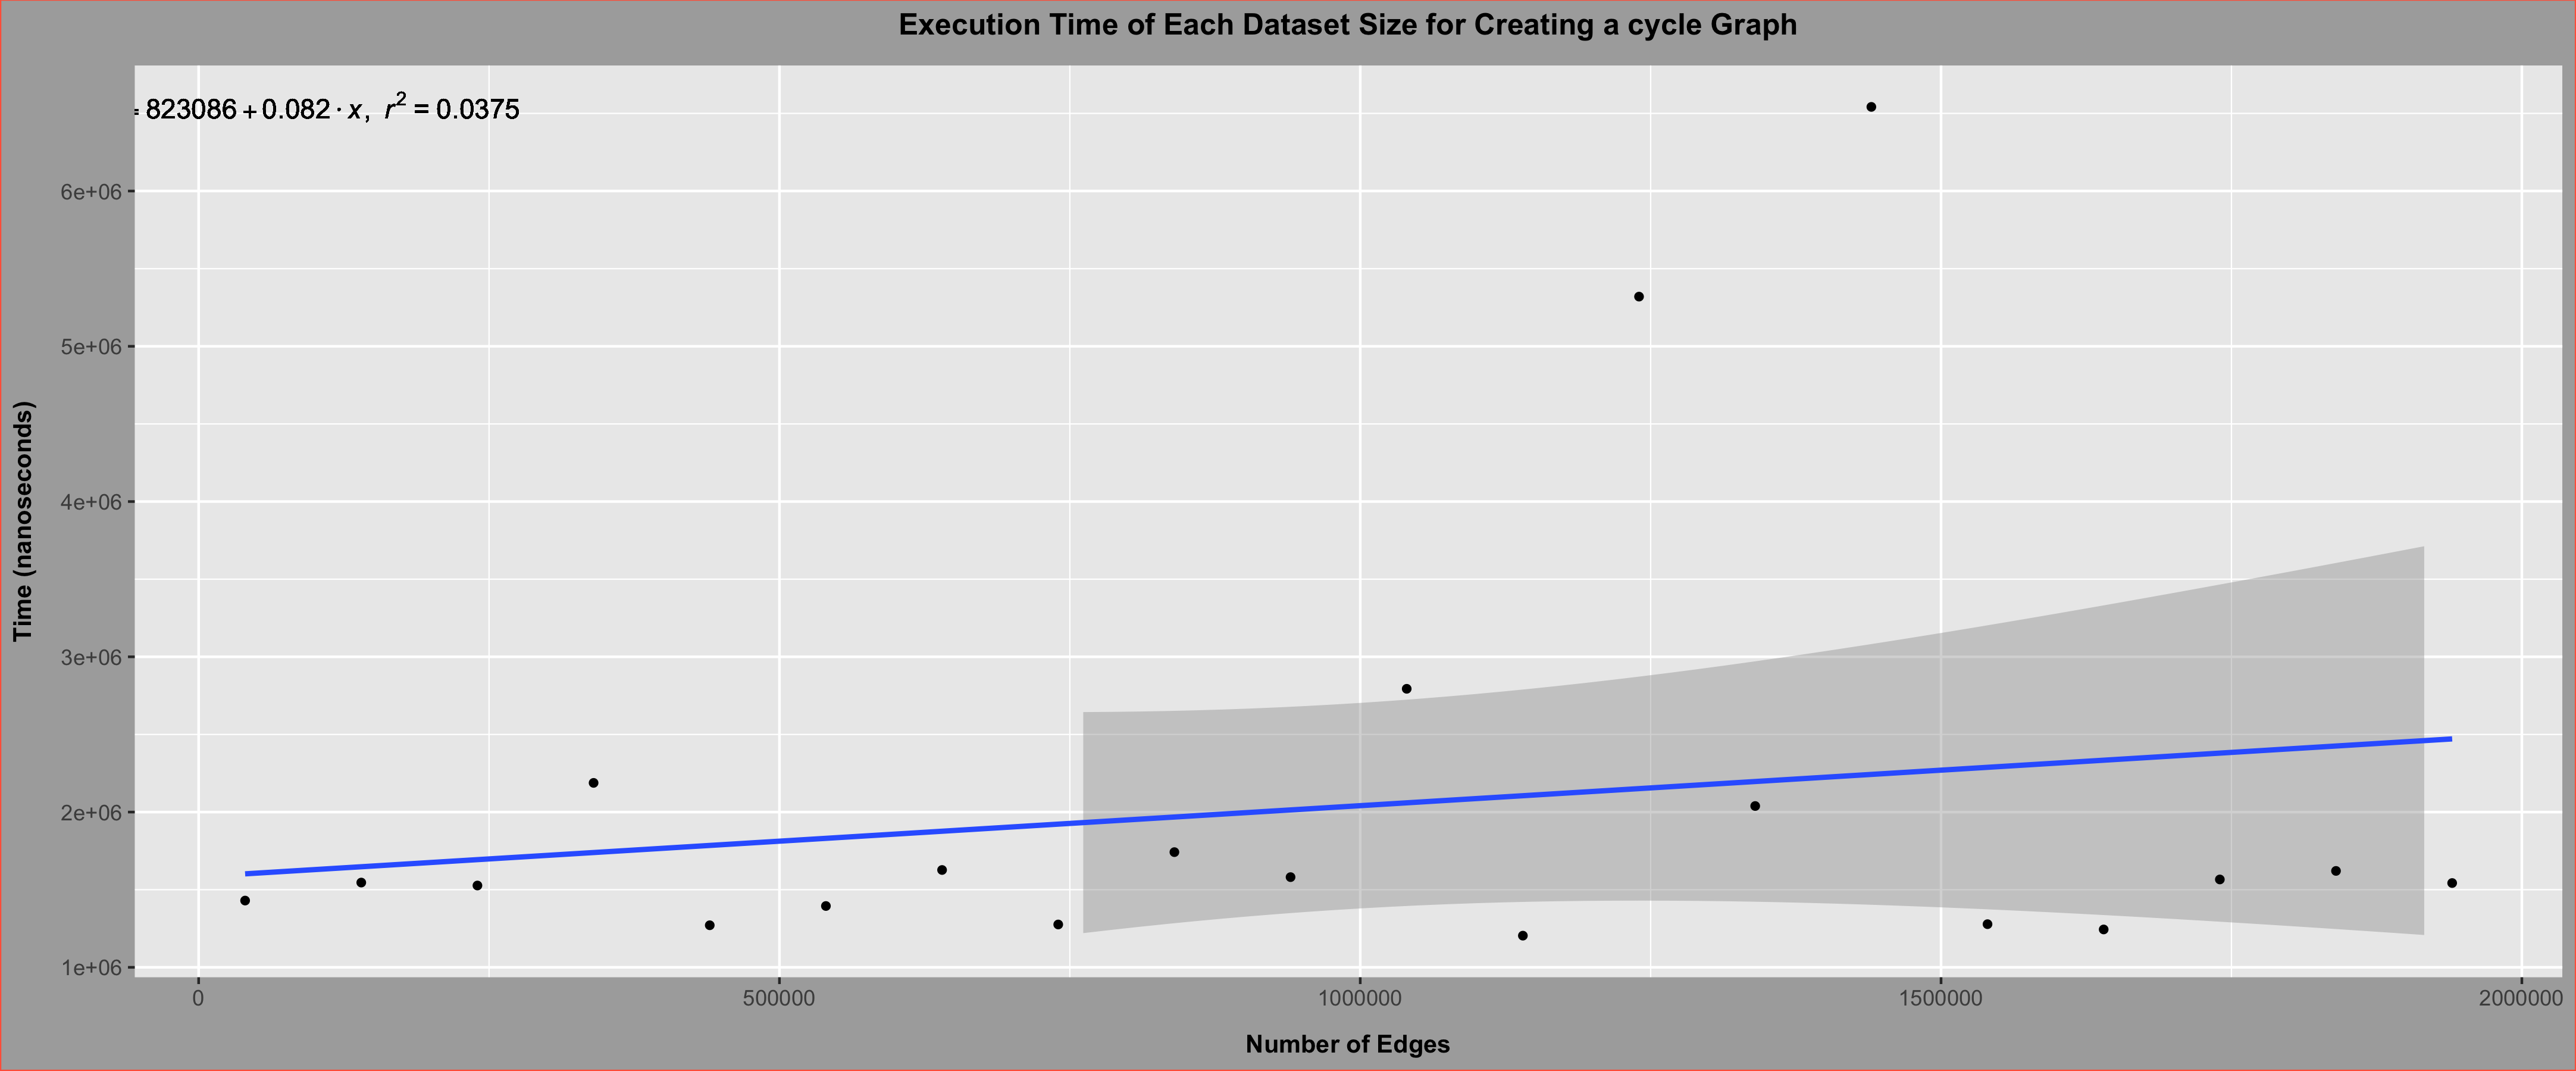 Execution Time of Each Dataset Size for Creating a cycle Graph
= 823086 + 0.082 · x, r² = 0.0375
6e+06
5e+06
4e+06
3e+06
2e+06
1e+06
Time (nanoseconds)
0 500000 1000000 1500000 2000000
Number of Edges